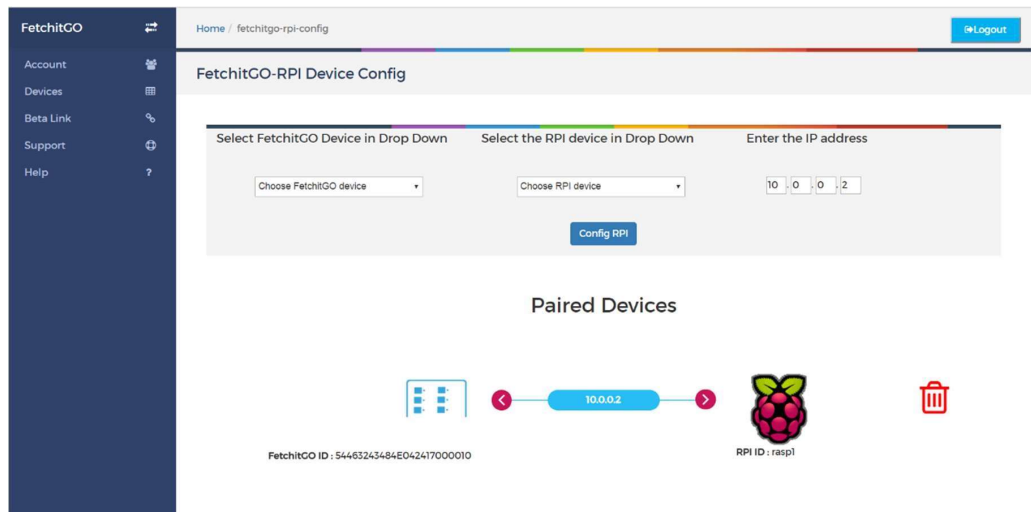 FetchitGO
Account
Devices
Beta Link
Support
Help
?
Home / fetchitgo-rpi-config
Logout
FetchitGO-RPI Device Config
Select FetchitGO Device in Drop Down
Choose FetchitGO device
Select the RPI device in Drop Down
Choose RPI device
Enter the IP address
10 . 0 . 0 . 2
Config RPI
Paired Devices
10.0.0.2
FetchitGO ID : 54463243484E042417000010
RPI ID : rasp1